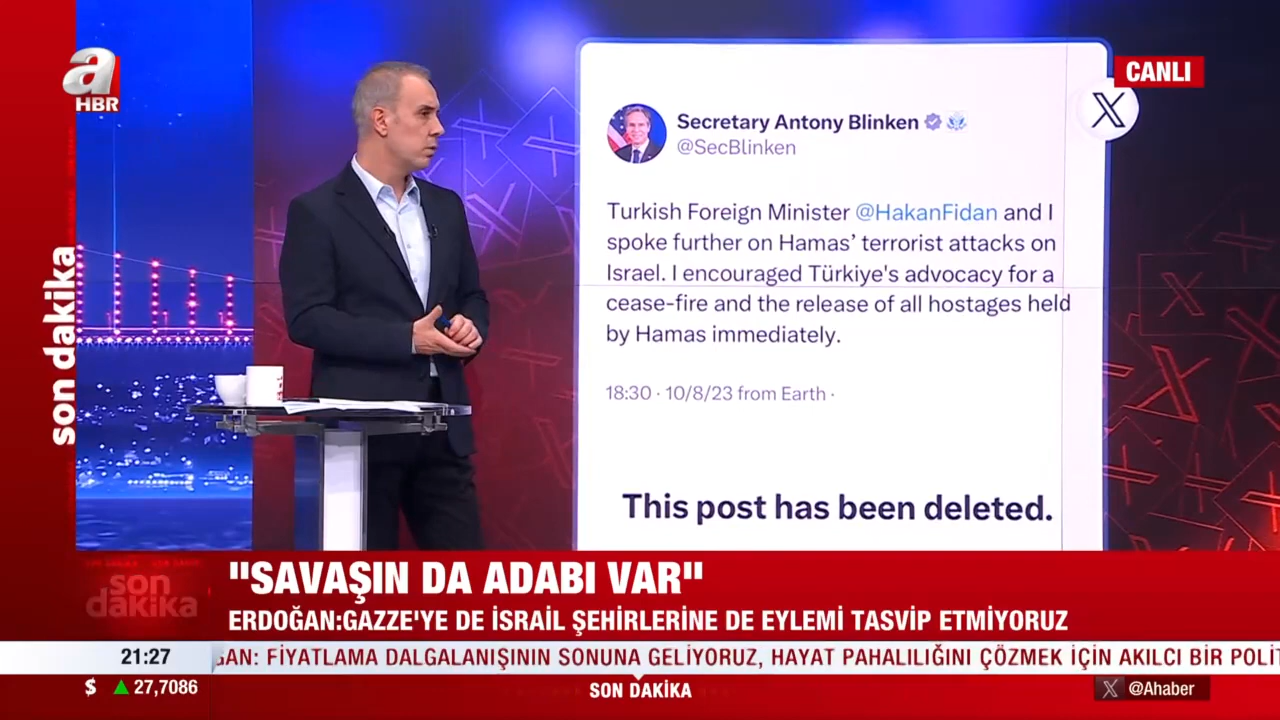 a
HBR
CANLI
X
Secretary Antony Blinken
@SecBlinken
Turkish Foreign Minister @HakanFidan and I
spoke further on Hamas' terrorist attacks on
Israel. I encouraged Türkiye's advocacy for a
cease-fire and the release of all hostages held
by Hamas immediately.
18:30 · 10/8/23 from Earth ·
This post has been deleted.
son dakika
son
dakika
"SAVAŞIN DA ADABI VAR"
ERDOĞAN:GAZZE'YE DE İSRAİL ŞEHİRLERİNE DE EYLEMİ TASVİP ETMİYORUZ
21:27
FİYATLAMA DALGALANIŞININ SONUNA GELİYORUZ, HAYAT PAHALILIĞINI ÇÖZMEK İÇİN AKILCI BİR
$ ▲ 27,7086
SON DAKİKA
X @Ahaber